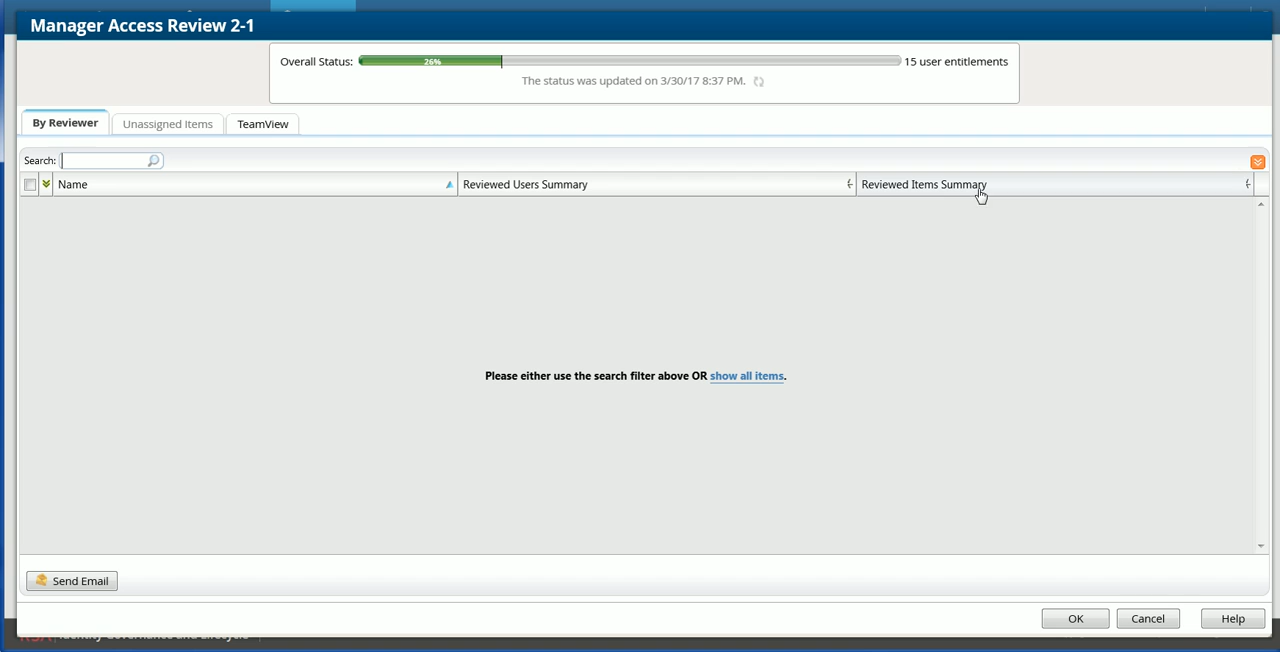 Manager Access Review 2-1
Overall Status: 26% 15 user entitlements
The status was updated on 3/30/17 8:37 PM.
By Reviewer Unassigned Items TeamView
Search:
Name Reviewed Users Summary Reviewed Items Summary
Please either use the search filter above OR show all items.
Send Email
OK Cancel Help